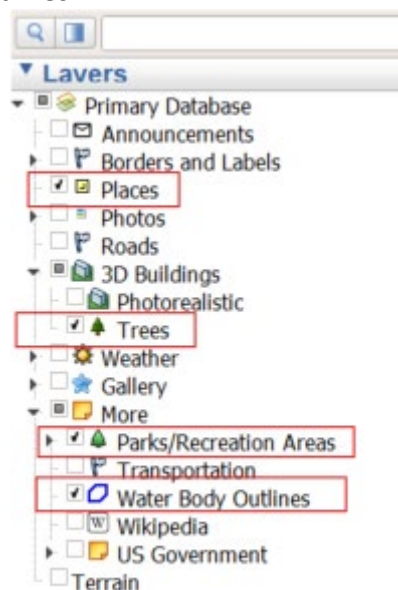 Layers
Primary Database
Announcements
Borders and Labels
Places
Photos
Roads
3D Buildings
Photorealistic
Trees
Weather
Gallery
More
Parks/Recreation Areas
Transportation
Water Body Outlines
W Wikipedia
US Government
Terrain